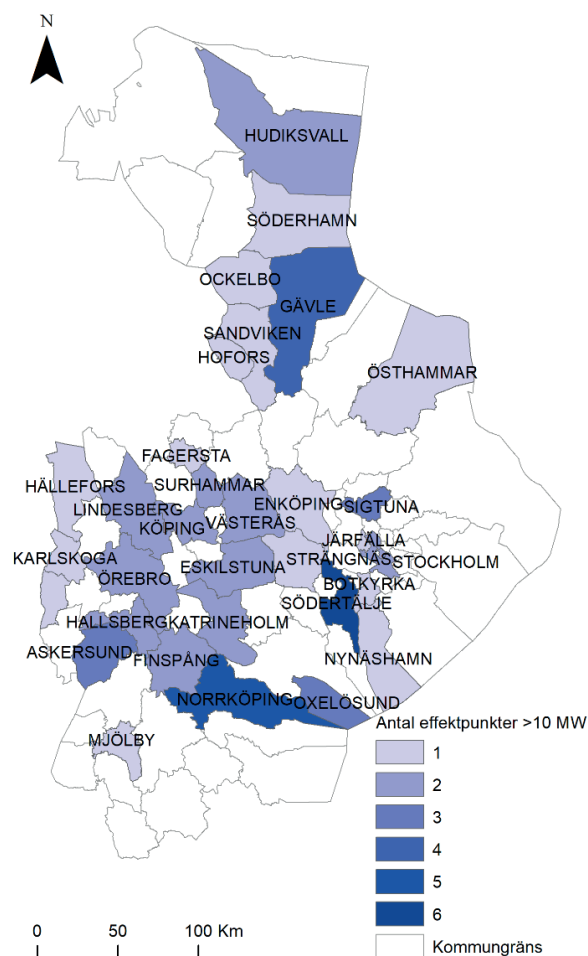 N
HUDIKSVALL
SÖDERHAMN
OCKELBO
GÄVLE
SANDVIKEN
HOFORS
ÖSTHAMMAR
FAGERSTA
HÄLLEFORS
SURHAMMAR
LINDESBERG
ENKÖPING
SIGTUNA
KÖPING
VÄSTERÅS
JÄRFÄLLA
KARLSKOGA
STRÄNGNÄS
STOCKHOLM
ESKILSTUNA
ÖREBRO
BOTKYRKA
SÖDERTÄLJE
HALLSBERG
KATRINEHOLM
ASKERSUND
FINSPÅNG
NYNÄSHAMN
NORRKÖPING
OXELÖSUND
MJÖLBY
Antal effektpunkter >10 MW
1
2
3
4
5
6
Kommungräns
0 50 100 Km